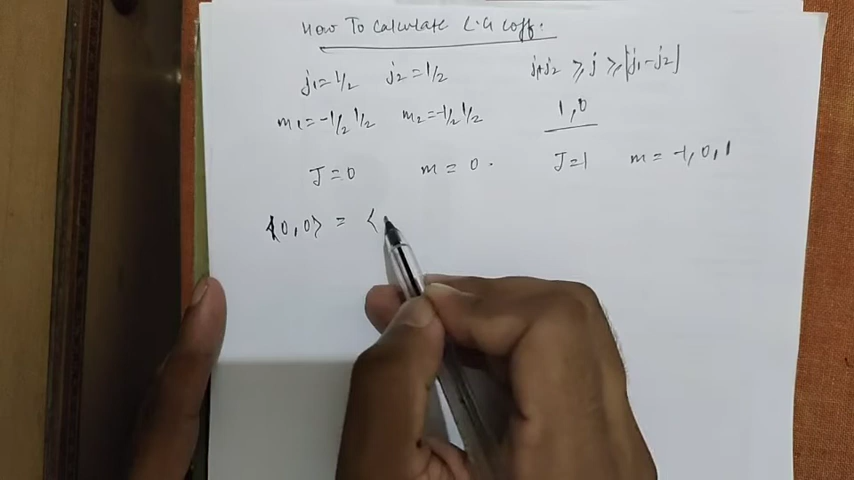 How To Calculate C.G Coff.
j₁=1/2 j₂=1/2 j₁+j₂ ≥ j ≥ |j₁-j₂|
m₁=-1/2 1/2 m₂=-1/2 1/2 1,0
J=0 m=0. J=1 m=-1,0,1
|0,0> = <